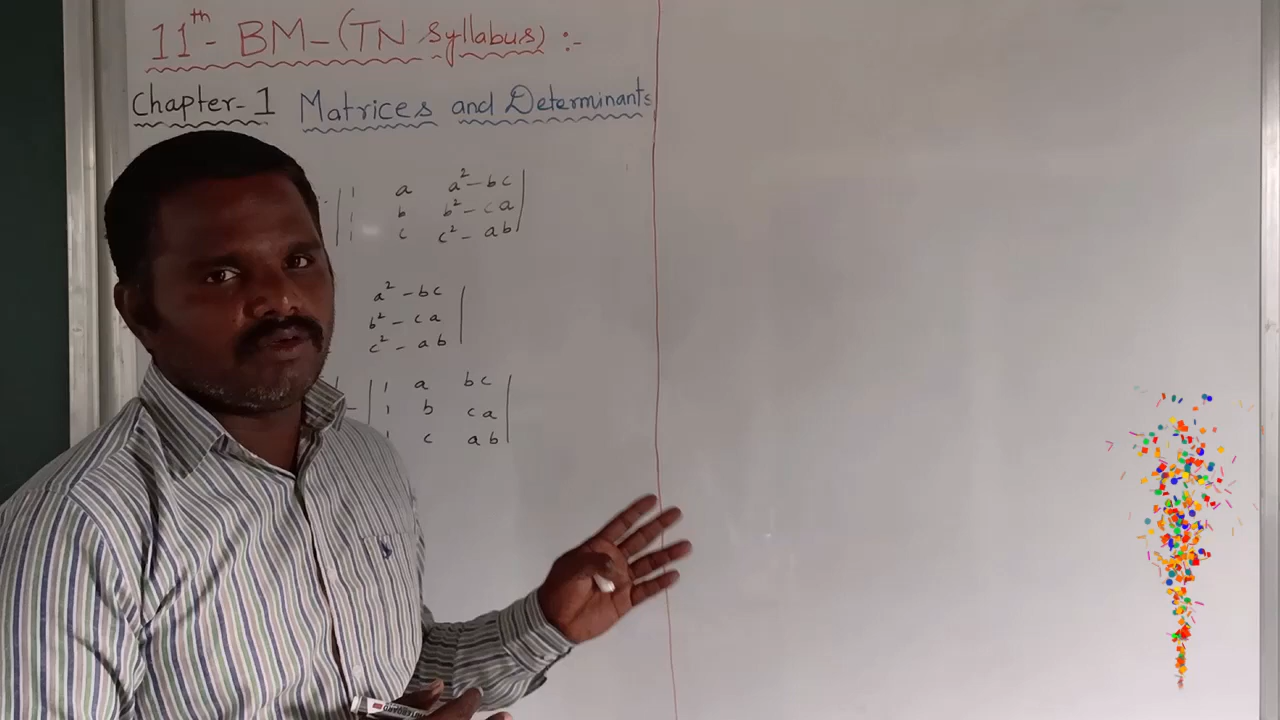 11th - BM - (TN Syllabus) :-
Chapter - 1 Matrices and Determinants
1 a a² - bc
1 b b² - ca
1 c c² - ab
a² - bc
b² - ca
c² - ab
- 1 a bc
1 b ca
1 c ab